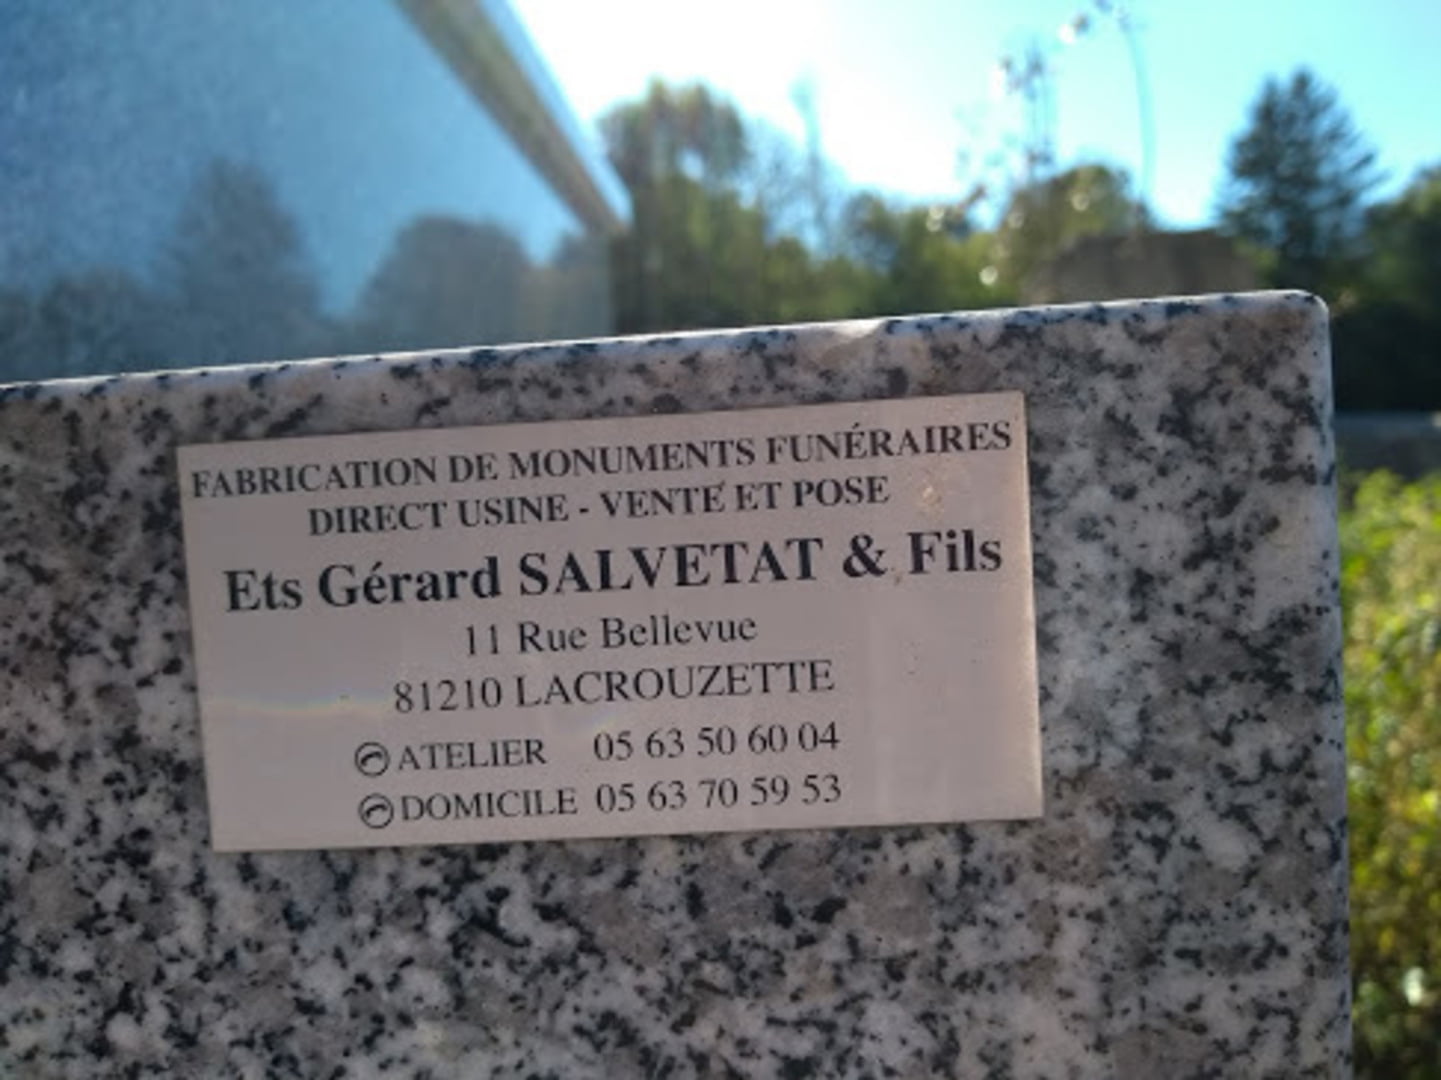 FABRICATION DE MONUMENTS FUNÉRAIRES
DIRECT USINE - VENTE ET POSE
Ets Gérard SALVETAT & Fils
11 Rue Bellevue
81210 LACROUZETTE
ATELIER 05 63 50 60 04
DOMICILE 05 63 70 59 53